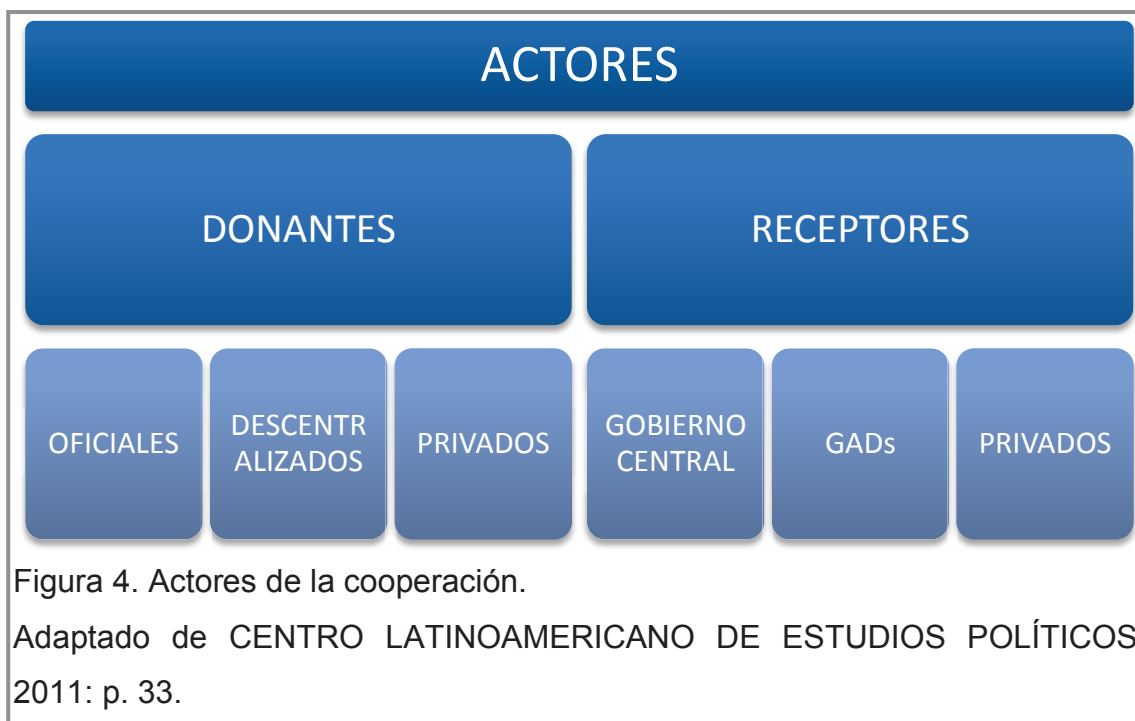 ACTORES
DONANTES
RECEPTORES
OFICIALES
DESCENTR
ALIZADOS
PRIVADOS
GOBIERNO
CENTRAL
GADs
PRIVADOS
Figura 4. Actores de la cooperación.
Adaptado de CENTRO LATINOAMERICANO DE ESTUDIOS POLÍTICOS
2011: p. 33.